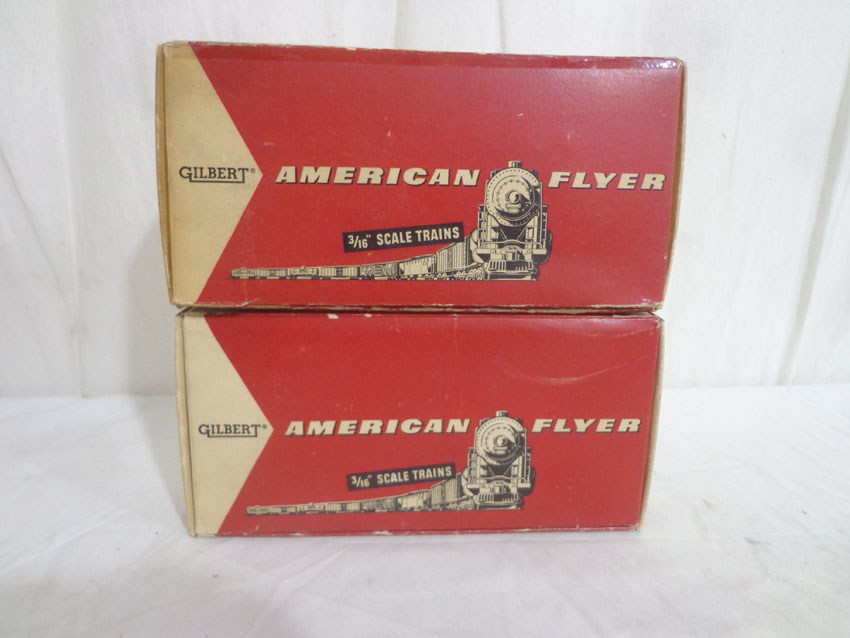 GILBERT® AMERICAN FLYER
3/16" SCALE TRAINS
GILBERT® AMERICAN FLYER
3/16" SCALE TRAINS